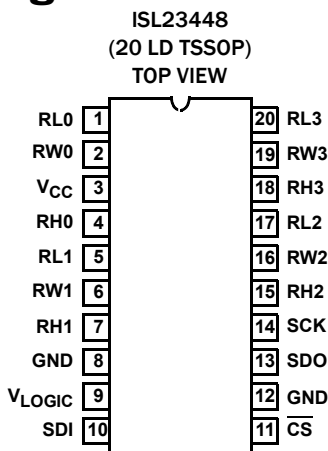 ISL23448
(20 LD TSSOP)
TOP VIEW
RL0 1 20 RL3
RW0 2 19 RW3
VCC 3 18 RH3
RH0 4 17 RL2
RL1 5 16 RW2
RW1 6 15 RH2
RH1 7 14 SCK
GND 8 13 SDO
VLOGIC 9 12 GND
SDI 10 11 CS